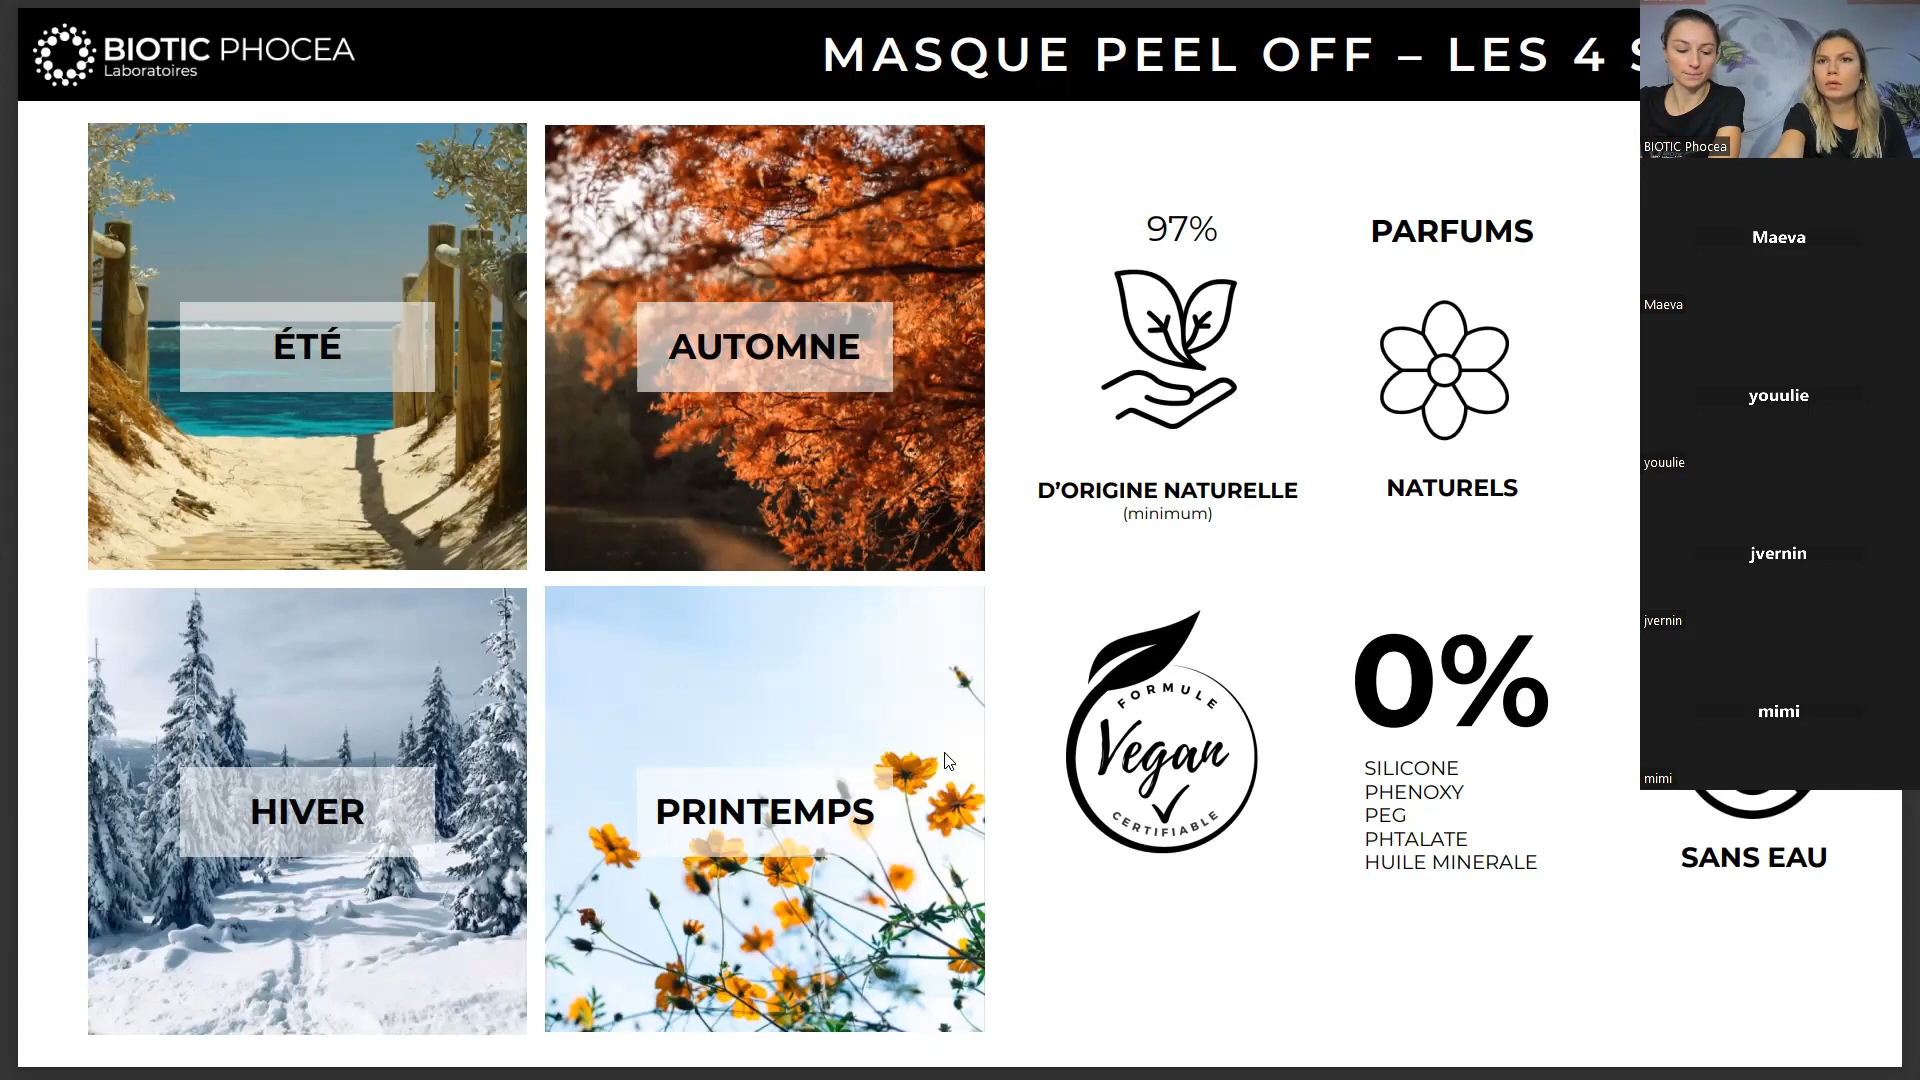 BIOTIC PHOCEA
Laboratoires
MASQUE PEEL OFF – LES 4
ÉTÉ
AUTOMNE
HIVER
PRINTEMPS
97%
D'ORIGINE NATURELLE
(minimum)
PARFUMS
NATURELS
FORMULE
Vegan
CERTIFIABLE
0%
SILICONE
PHENOXY
PEG
PHTALATE
HUILE MINERALE
SANS EAU
BIOTIC Phocea
Maeva
Maeva
youulie
youulie
jvernin
jvernin
mimi
mimi